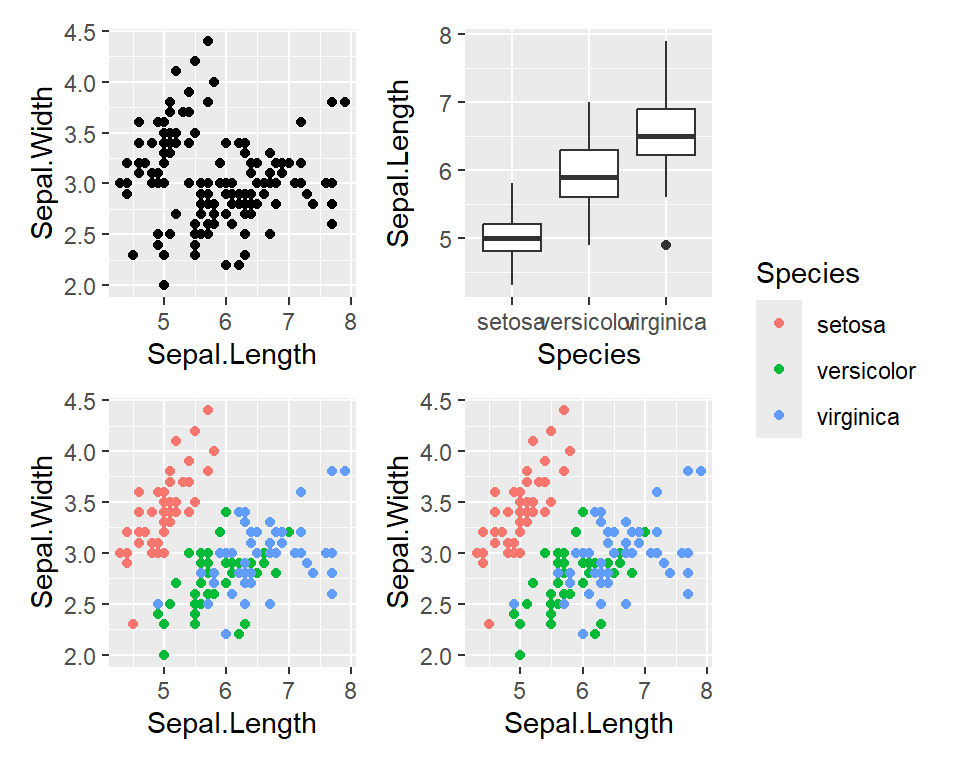 Sepal.Width
4.5
4.0
3.5
3.0
2.5
2.0
5 6 7 8
Sepal.Length
Sepal.Length
8
7
6
5
setosa versicolor virginica
Species
Species
setosa
versicolor
virginica
Sepal.Width
4.5
4.0
3.5
3.0
2.5
2.0
5 6 7 8
Sepal.Length
Sepal.Width
4.5
4.0
3.5
3.0
2.5
2.0
5 6 7 8
Sepal.Length